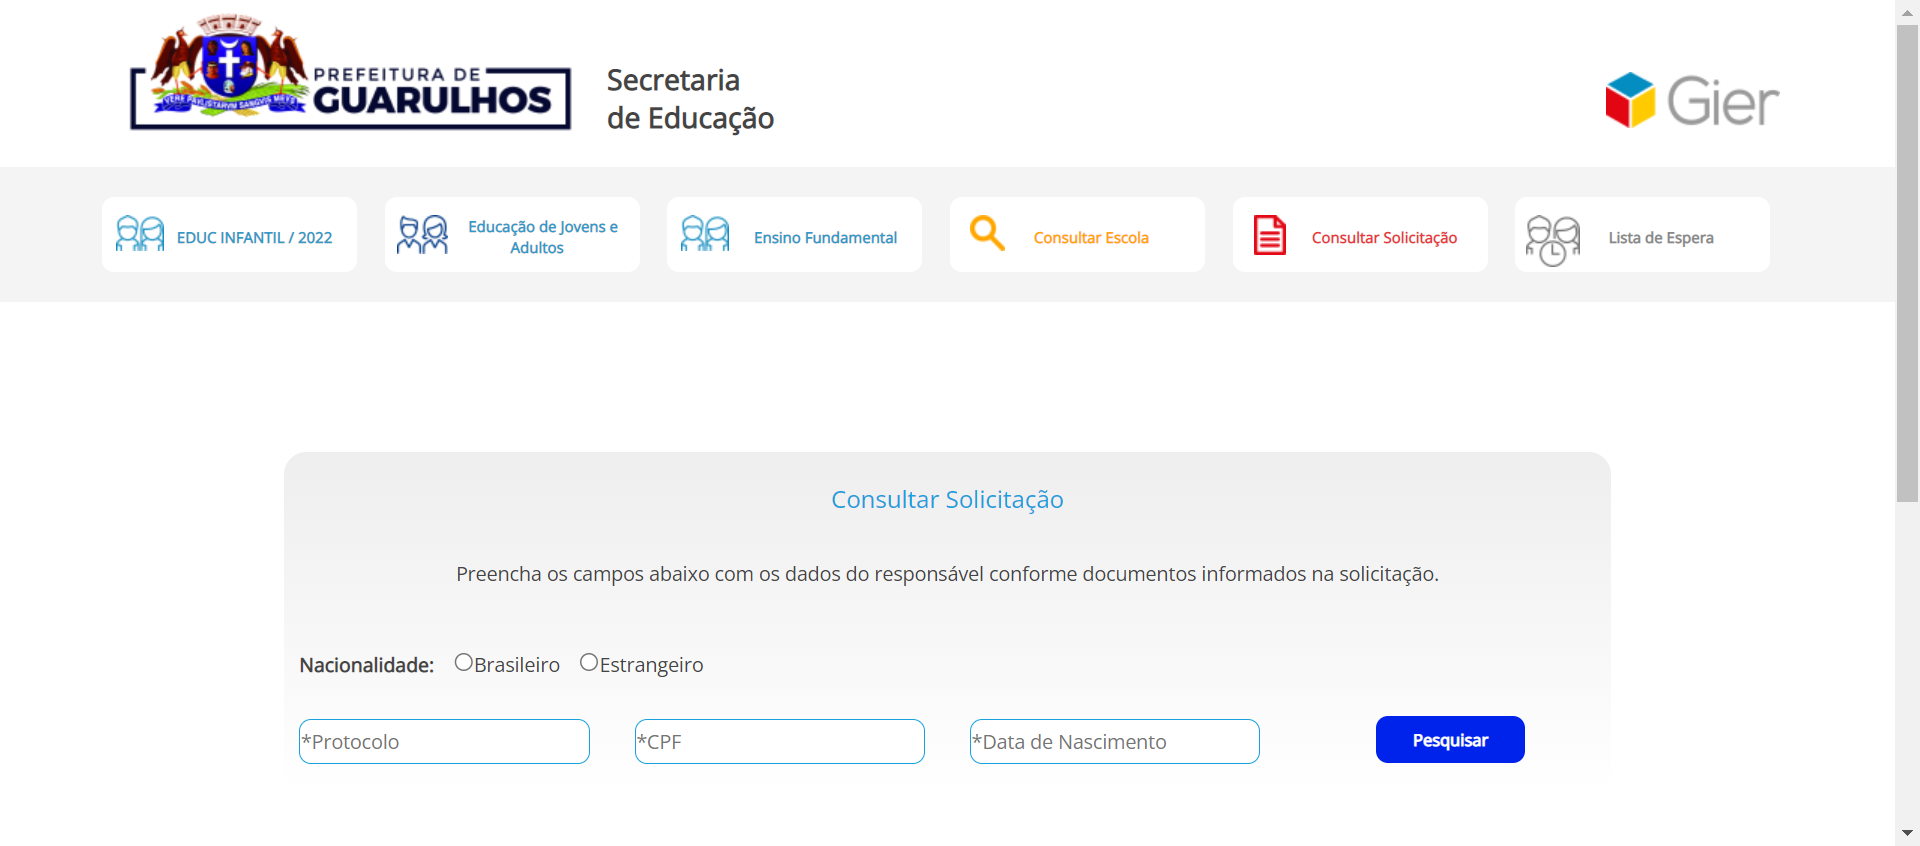 PREFEITURA DE
GUARULHOS
VERE PAVLISTARVM SANGVIS MEVS
Secretaria
de Educação
Gier
EDUC INFANTIL / 2022
Educação de Jovens e
Adultos
Ensino Fundamental
Consultar Escola
Consultar Solicitação
Lista de Espera
Consultar Solicitação
Preencha os campos abaixo com os dados do responsável conforme documentos informados na solicitação.
Nacionalidade: Brasileiro Estrangeiro
*Protocolo
*CPF
*Data de Nascimento
Pesquisar